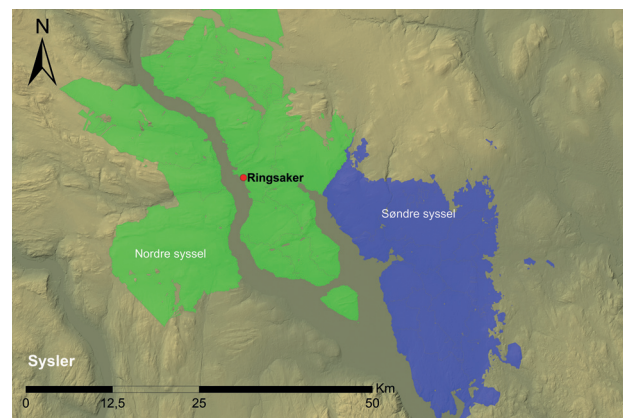 N
Ringsaker
Søndre syssel
Nordre syssel
Sysler
Km
0 12,5 25 50